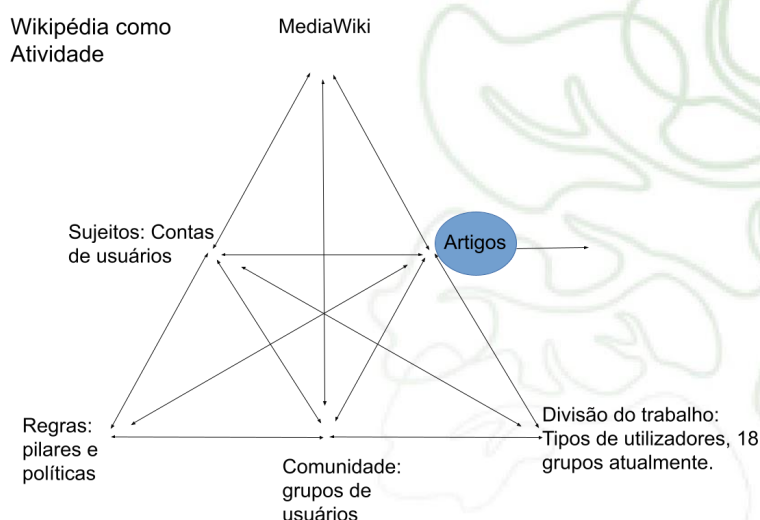 Wikipédia como
Atividade
MediaWiki
Sujeitos: Contas
de usuários
Artigos
Regras:
pilares e
políticas
Comunidade:
grupos de
usuários
Divisão do trabalho:
Tipos de utilizadores, 18
grupos atualmente.